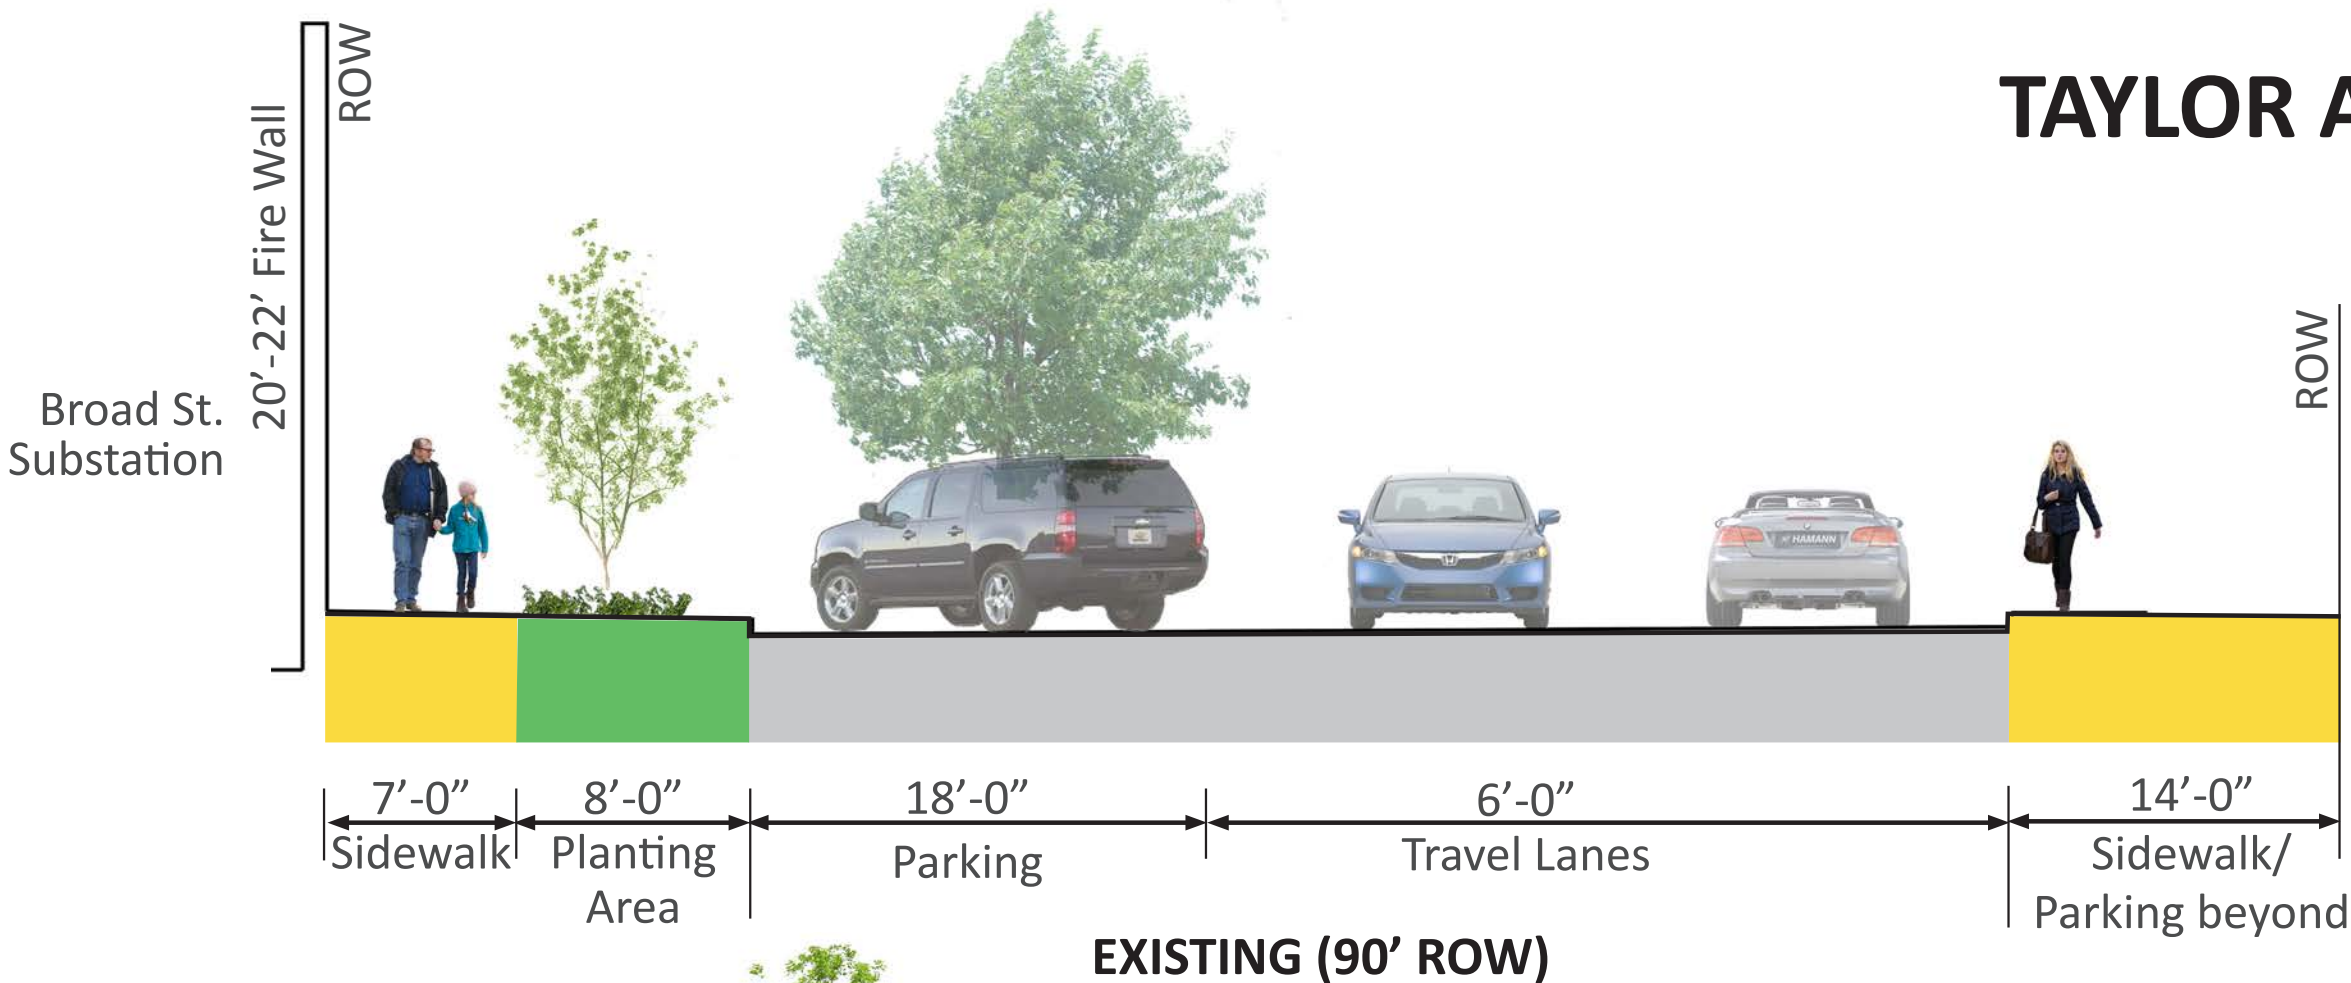 ROW
TAYLOR A
20’-22’ Fire Wall
ROW
Broad St.
Substation
HAMANN
7’-0”
8’-0”
18’-0”
6’-0”
14’-0”
Sidewalk
Planting
Area
Parking
Travel Lanes
Sidewalk/
Parking beyond
EXISTING (90’ ROW)